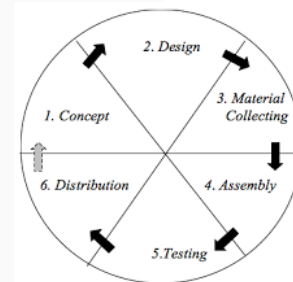 1. Concept
2. Design
3. Material
Collecting
4. Assembly
5.Testing
6. Distribution